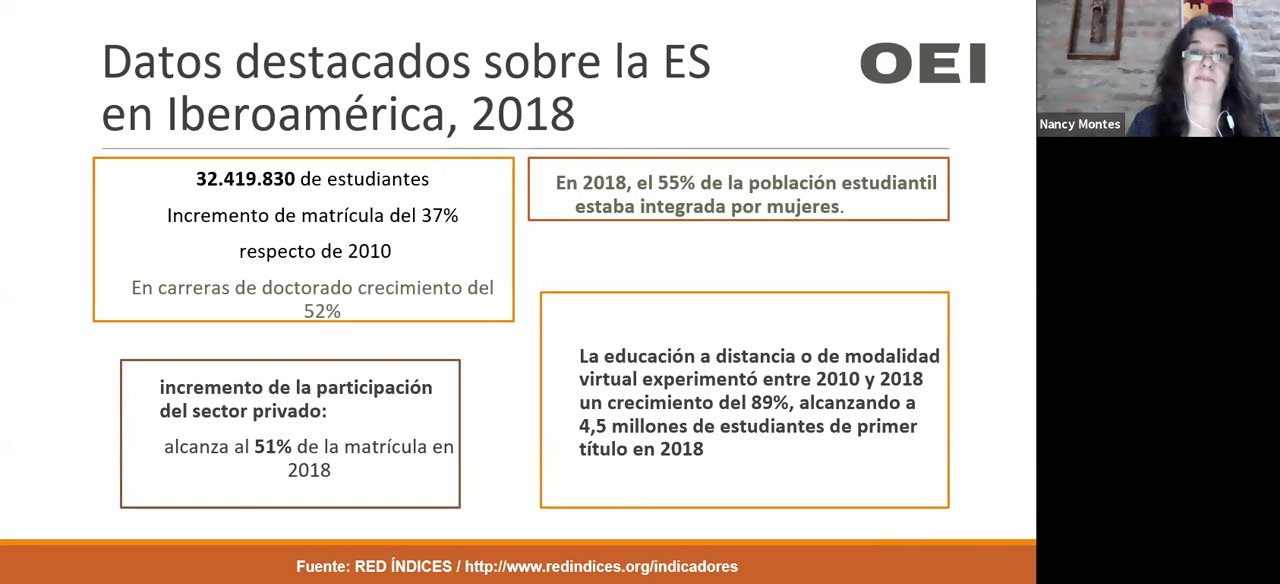 Datos destacados sobre la ES
en Iberoamérica, 2018
OEI
32.419.830 de estudiantes
Incremento de matrícula del 37%
respecto de 2010
En carreras de doctorado crecimiento del
52%
En 2018, el 55% de la población estudiantil
estaba integrada por mujeres.
incremento de la participación
del sector privado:
alcanza al 51% de la matrícula en
2018
La educación a distancia o de modalidad
virtual experimentó entre 2010 y 2018
un crecimiento del 89%, alcanzando a
4,5 millones de estudiantes de primer
título en 2018
Fuente: RED ÍNDICES / http://www.redindices.org/indicadores
Nancy Montes